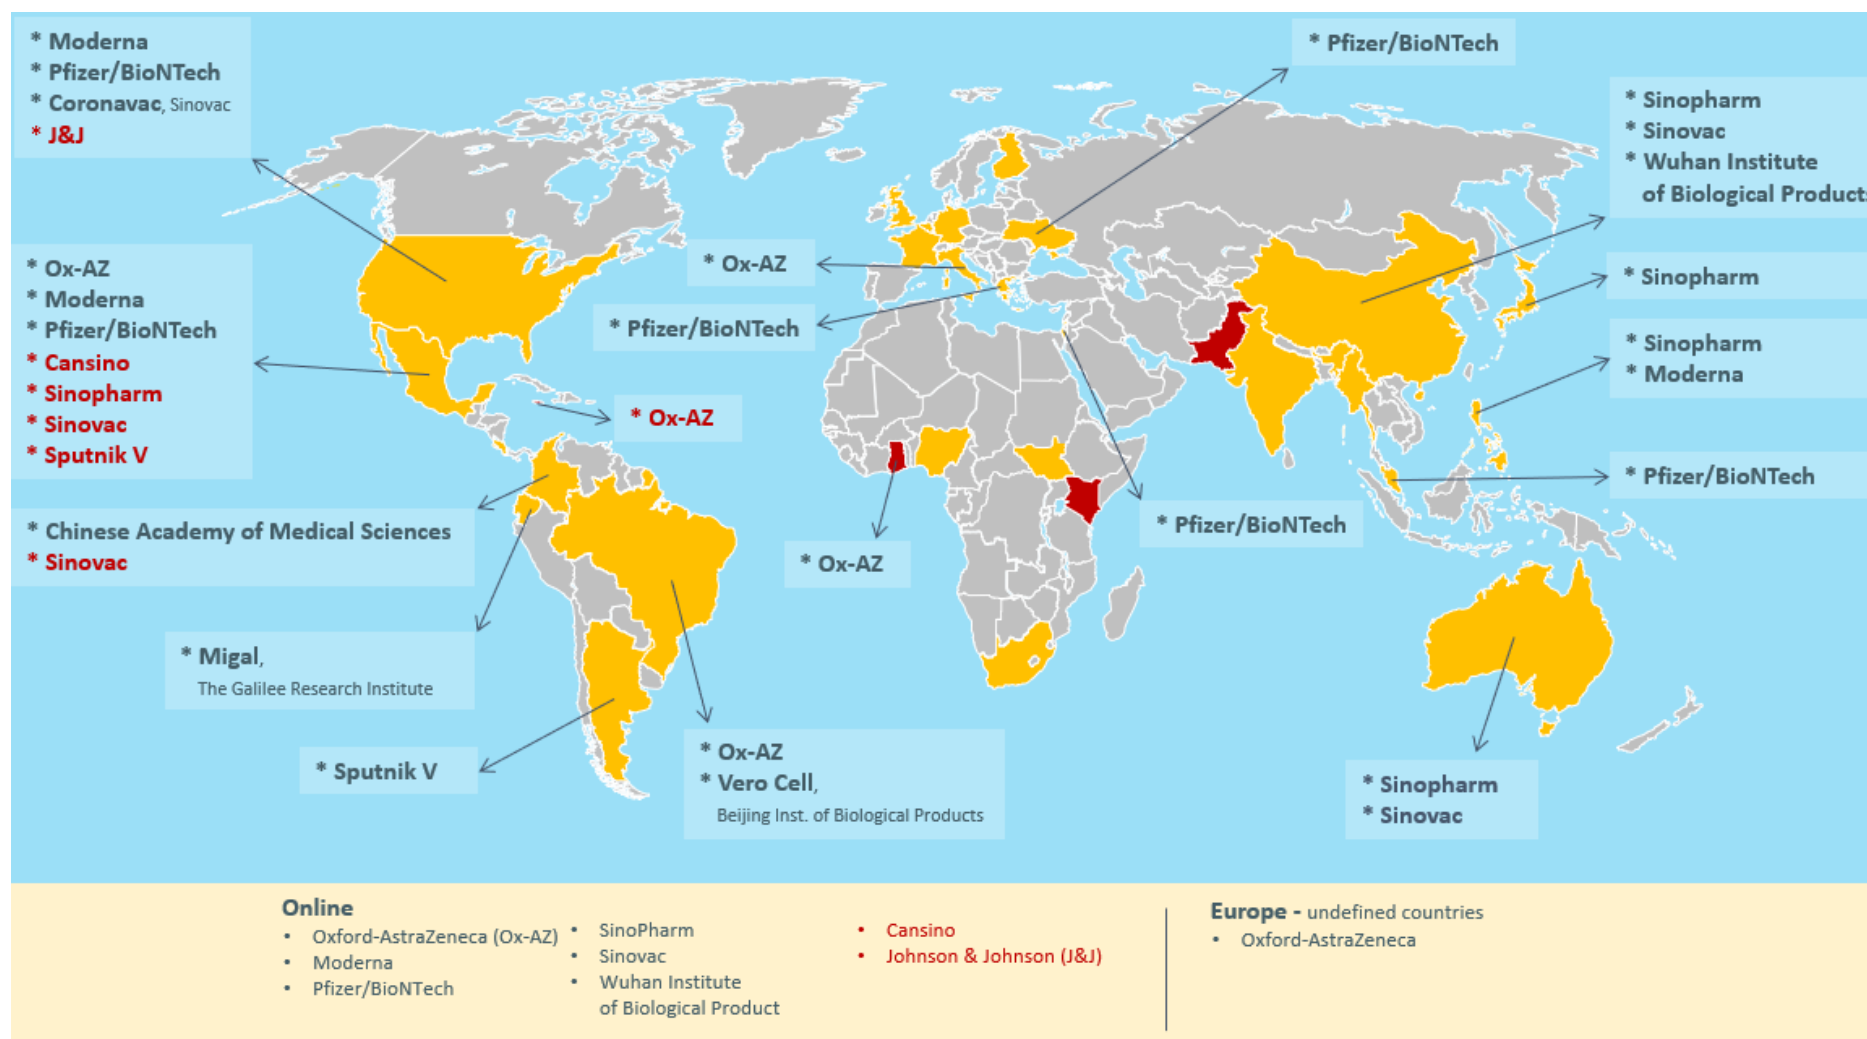 * Moderna
* Pfizer/BioNTech
* Coronavac, Sinovac
* J&J
* Pfizer/BioNTech
* Sinopharm
* Sinovac
* Wuhan Institute
of Biological Products
* Ox-AZ
* Moderna
* Pfizer/BioNTech
* Cansino
* Sinopharm
* Sinovac
* Sputnik V
* Ox-AZ
* Pfizer/BioNTech
* Sinopharm
* Sinopharm
* Moderna
* Ox-AZ
* Pfizer/BioNTech
* Chinese Academy of Medical Sciences
* Sinovac
* Ox-AZ
* Pfizer/BioNTech
* Migal,
The Galilee Research Institute
* Sputnik V
* Ox-AZ
* Vero Cell,
Beijing Inst. of Biological Products
* Sinopharm
* Sinovac
Online
• Oxford-AstraZeneca (Ox-AZ)
• Moderna
• Pfizer/BioNTech
• SinoPharm
• Sinovac
• Wuhan Institute
of Biological Product
• Cansino
• Johnson & Johnson (J&J)
Europe - undefined countries
• Oxford-AstraZeneca